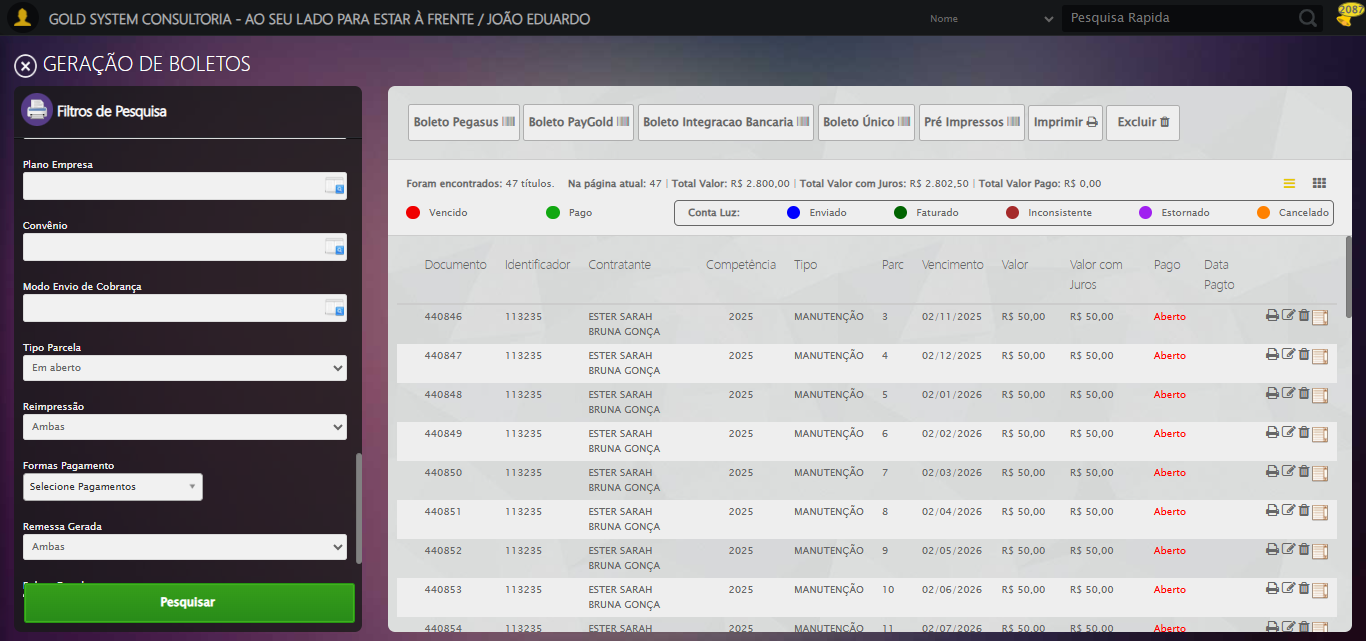 GOLD SYSTEM CONSULTORIA - AO SEU LADO PARA ESTAR À FRENTE / JOÃO EDUARDO
Nome
Pesquisa Rapida
2087
GERAÇÃO DE BOLETOS
Filtros de Pesquisa
Plano Empresa
Convênio
Modo Envio de Cobrança
Tipo Parcela
Em aberto
Reimpressão
Ambas
Formas Pagamento
Selecione Pagamentos
Remessa Gerada
Ambas
Pesquisar
Boleto Pegasus Boleto PayGold Boleto Integracao Bancaria Boleto Único Pré Impressos Imprimir Excluir
Foram encontrados: 47 títulos. Na página atual: 47 | Total Valor: R$ 2.800,00 | Total Valor com Juros: R$ 2.802,50 | Total Valor Pago: R$ 0,00
Vencido Pago Conta Luz: Enviado Faturado Inconsistente Estornado Cancelado
Documento Identificador Contratante Competência Tipo Parc Vencimento Valor Valor com Pago Data
Juros Pagto
440846 113235 ESTER SARAH 2025 MANUTENÇÃO 3 02/11/2025 R$ 50,00 R$ 50,00 Aberto
BRUNA GONÇA
440847 113235 ESTER SARAH 2025 MANUTENÇÃO 4 02/12/2025 R$ 50,00 R$ 50,00 Aberto
BRUNA GONÇA
440848 113235 ESTER SARAH 2025 MANUTENÇÃO 5 02/01/2026 R$ 50,00 R$ 50,00 Aberto
BRUNA GONÇA
440849 113235 ESTER SARAH 2025 MANUTENÇÃO 6 02/02/2026 R$ 50,00 R$ 50,00 Aberto
BRUNA GONÇA
440850 113235 ESTER SARAH 2025 MANUTENÇÃO 7 02/03/2026 R$ 50,00 R$ 50,00 Aberto
BRUNA GONÇA
440851 113235 ESTER SARAH 2025 MANUTENÇÃO 8 02/04/2026 R$ 50,00 R$ 50,00 Aberto
BRUNA GONÇA
440852 113235 ESTER SARAH 2025 MANUTENÇÃO 9 02/05/2026 R$ 50,00 R$ 50,00 Aberto
BRUNA GONÇA
440853 113235 ESTER SARAH 2025 MANUTENÇÃO 10 02/06/2026 R$ 50,00 R$ 50,00 Aberto
BRUNA GONÇA
440854 113235 ESTER SARAH 2025 MANUTENÇÃO 11 02/07/2026 R$ 50,00 R$ 50,00 Aberto